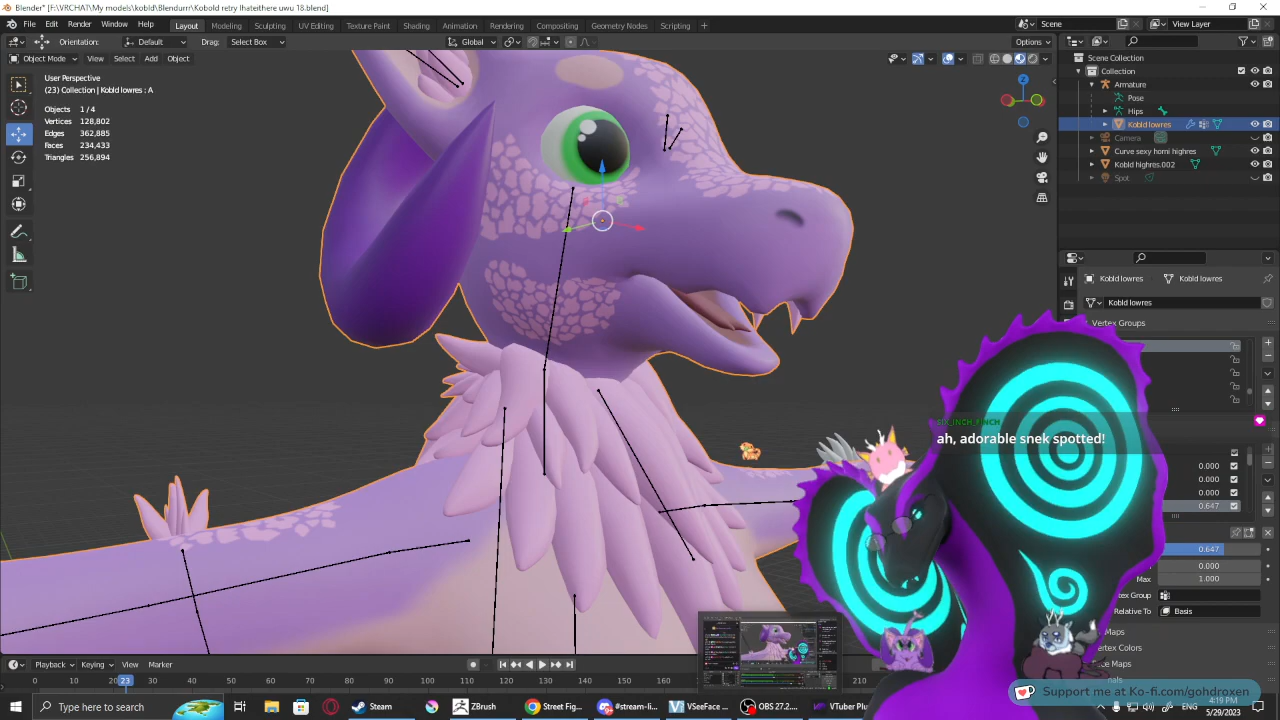 Blender* [F:\VRCHAT\My models\kobld\Blendurr\Kobold retry Ihateithere uwu 18.blend]
File Edit Render Window Help Layout Modeling Sculpting UV Editing Texture Paint Shading Animation Rendering Compositing Geometry Nodes Scripting + Scene View Layer
Orientation: Default Drag: Select Box Global Options
Object Mode View Select Add Object
User Perspective
(23) Collection | Kobld lowres : A
Objects 1/4
Vertices 128,802
Edges 362,885
Faces 234,433
Triangles 256,894
Scene Collection
Collection
Armature
Pose
Hips
Kobld lowres
Camera
Curve sexy horni highres
Kobld highres.002
Spot
Kobld lowres Kobld lowres
Kobld lowres
Vertex Groups
SIX_INCH_FINCH
ah, adorable snek spotted!
0.000
0.000
0.000
0.647
0.647
0.000
Max 1.000
Relative To Basis
Maps
Vertex Colors
Face Maps
Playback Keying View Marker
20 30 40 50 60 70 80 90 100 110 120 130 140 150 160 210
Support me at Ko-fi.com/gohdroxen
Type here to search Steam ZBrush Street Fig... #stream-li... VSeeFace OBS 27.2... VTuber Plu... ENG 4:19 PM
5/29/2023